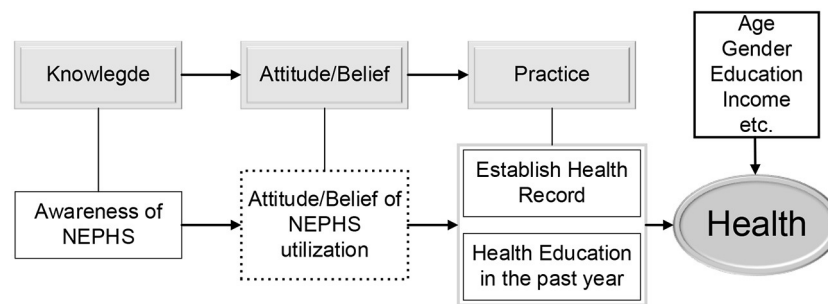 Knowlegde
Attitude/Belief
Practice
Age
Gender
Education
Income
etc.
Awareness of
NEPHS
Attitude/Belief of
NEPHS
utilization
Establish Health
Record
Health Education
in the past year
Health